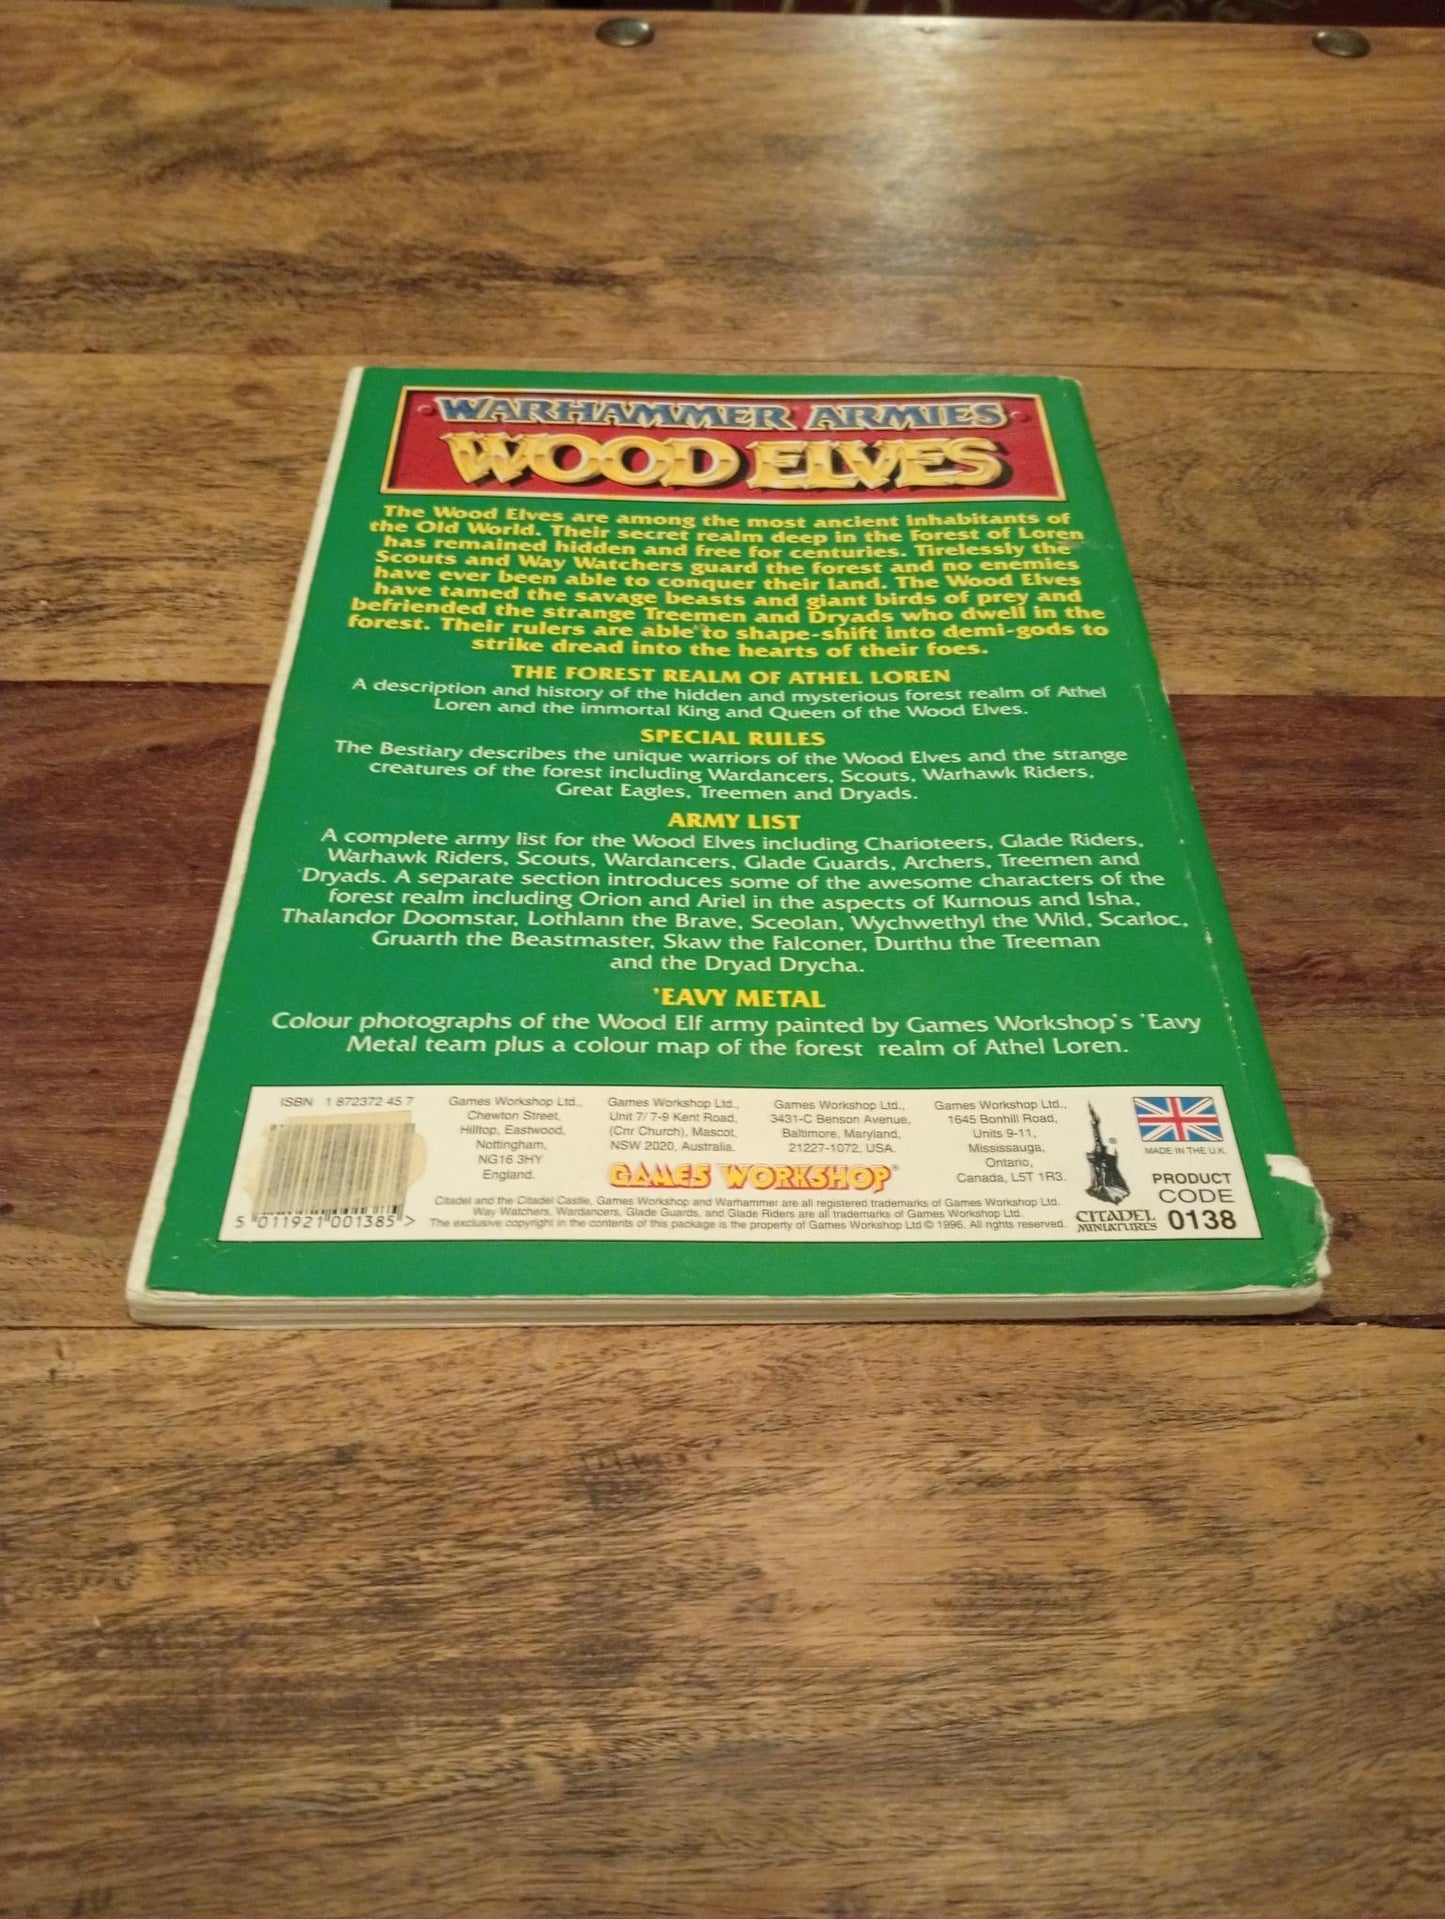 WARHAMMER ARMIES
WOOD ELVES
The Wood Elves are among the most ancient inhabitants of
the Old World. Their secret realm deep in the Forest of Loren
has remained hidden and free for centuries. Tirelessly the
Scouts and Way Watchers guard the forest and no enemies
have ever been able to conquer their land. The Wood Elves
have tamed the savage beasts and giant birds of prey and
befriended the strange Treemen and Dryads who dwell in the
forest. Their rulers are able to shape-shift into demi-gods to
strike dread into the hearts of their foes.
THE FOREST REALM OF ATHEL LOREN
A description and history of the hidden and mysterious forest realm of Athel
Loren and the immortal King and Queen of the Wood Elves.
SPECIAL RULES
The Bestiary describes the unique warriors of the Wood Elves and the strange
creatures of the forest including Wardancers, Scouts, Warhawk Riders,
Great Eagles, Treemen and Dryads.
ARMY LIST
A complete army list for the Wood Elves including Charioteers, Glade Riders,
Warhawk Riders, Scouts, Wardancers, Glade Guards, Archers, Treemen and
Dryads. A separate section introduces some of the awesome characters of the
forest realm including Orion and Ariel in the aspects of Kurnous and Isha,
Thalandor Doomstar, Lothlann the Brave, Sceolan, Wychwethyl the Wild, Scarloc,
Gruarth the Beastmaster, Skaw the Falconer, Durthu the Treeman
and the Dryad Drycha.
'EAVY METAL
Colour photographs of the Wood Elf army painted by Games Workshop's 'Eavy
Metal team plus a colour map of the forest realm of Athel Loren.
ISBN 1 872372 45 7
5 011921 001385 >
Games Workshop Ltd.,
Chewton Street,
Hilltop, Eastwood,
Nottingham,
NG16 3HY
England.
Games Workshop Ltd.,
Unit 7/ 7-9 Kent Road,
(Cnr Church), Mascot,
NSW 2020, Australia.
Games Workshop Ltd.,
3431-C Benson Avenue,
Baltimore, Maryland,
21227-1072, USA.
Games Workshop Ltd.,
1645 Bonhill Road,
Units 9-11,
Mississauga,
Ontario,
Canada, L5T 1R3.
GAMES WORKSHOP®
Citadel and the Citadel Castle, Games Workshop and Warhammer are all registered trademarks of Games Workshop Ltd.
Way Watchers, Wardancers, Glade Guards, and Glade Riders are all trademarks of Games Workshop Ltd.
The exclusive copyright in the contents of this package is the property of Games Workshop Ltd © 1996. All rights reserved.
®
CITADEL
MINIATURES
MADE IN THE U.K.
PRODUCT
CODE
0138